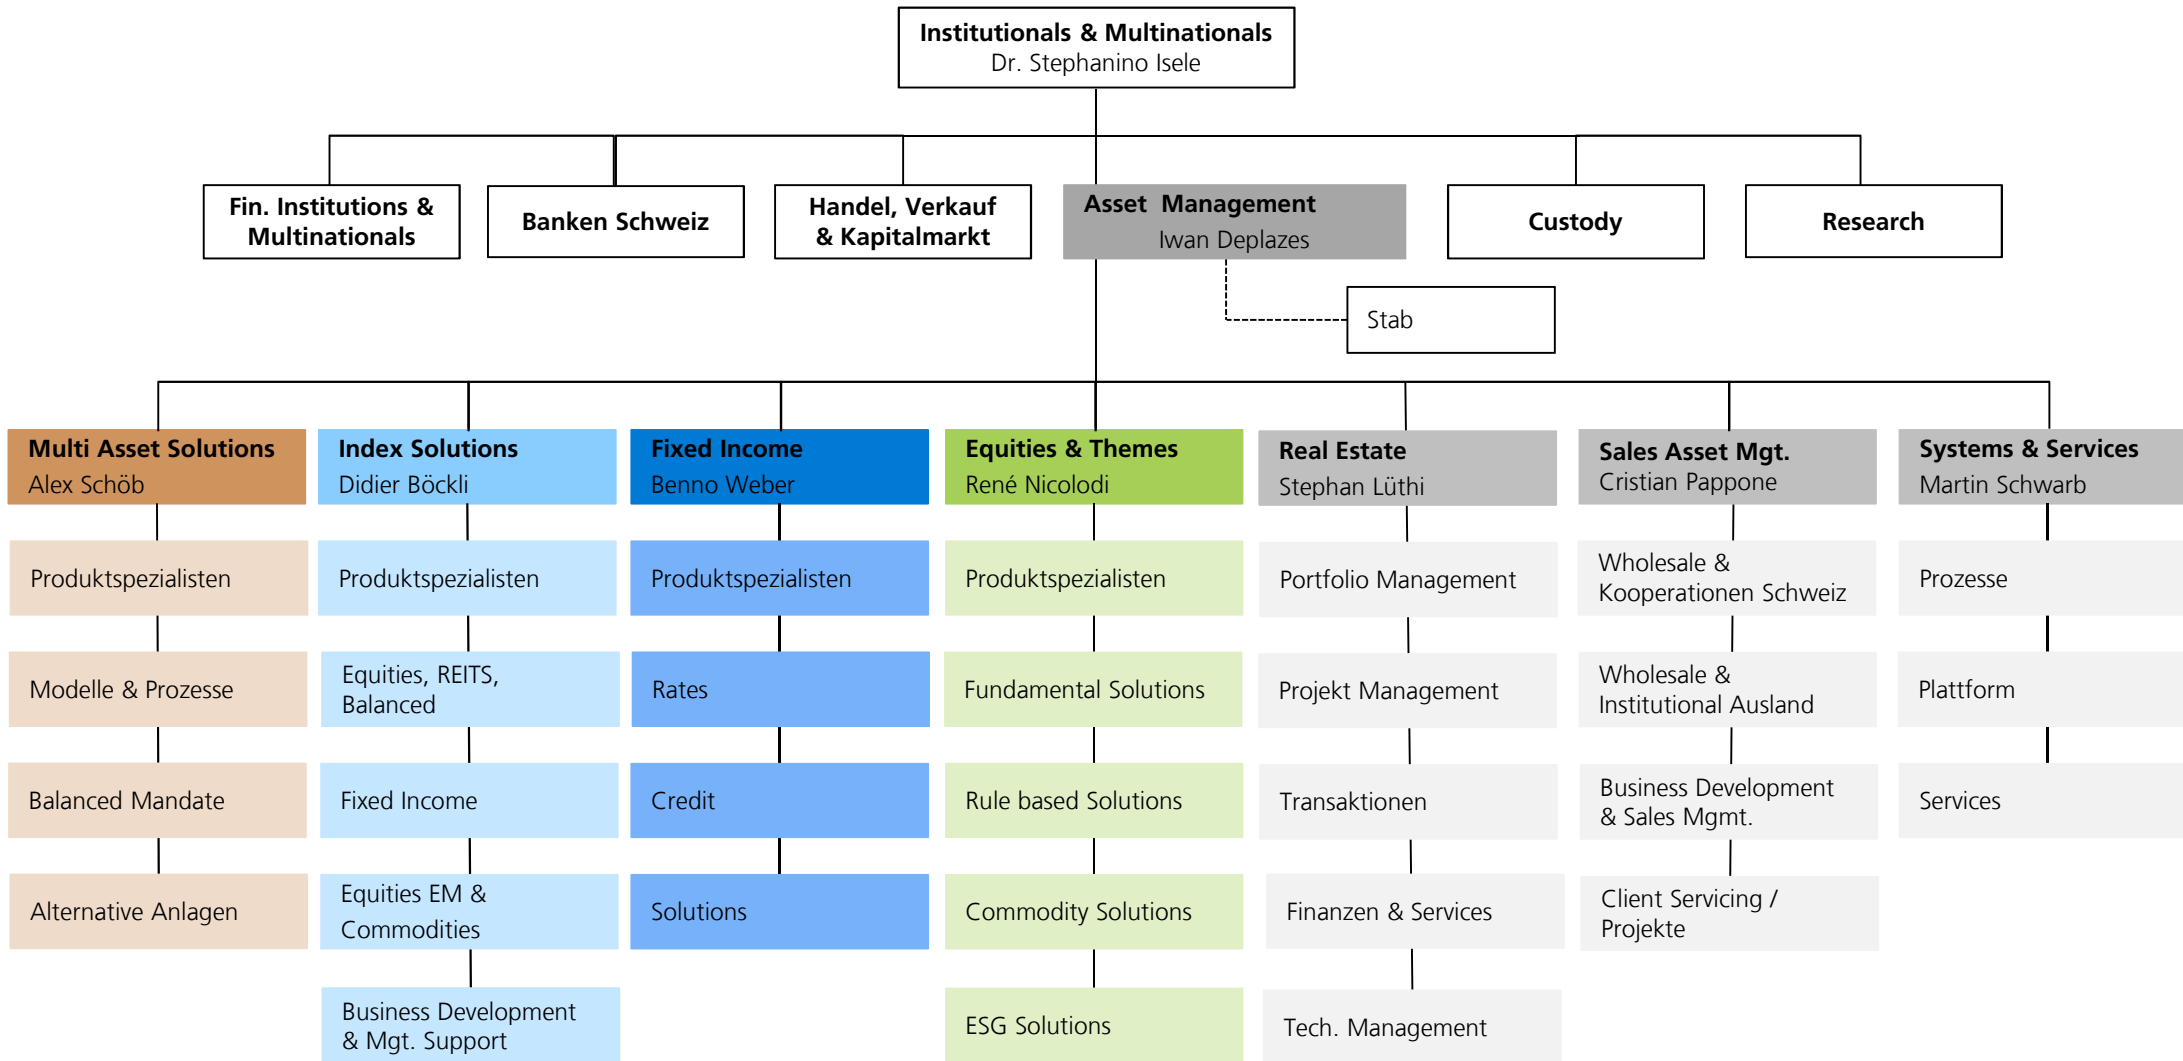 Institutionals & Multinationals
Dr. Stephanino Isele
Fin. Institutions &
Multinationals
Banken Schweiz
Handel, Verkauf
& Kapitalmarkt
Asset Management
Iwan Deplazes
Custody
Research
Stab
Multi Asset Solutions
Alex Schöb
Produktspezialisten
Modelle & Prozesse
Balanced Mandate
Alternative Anlagen
Index Solutions
Didier Böckli
Produktspezialisten
Equities, REITS,
Balanced
Fixed Income
Equities EM &
Commodities
Business Development
& Mgt. Support
Fixed Income
Benno Weber
Produktspezialisten
Rates
Credit
Solutions
Equities & Themes
René Nicolodi
Produktspezialisten
Fundamental Solutions
Rule based Solutions
Commodity Solutions
ESG Solutions
Real Estate
Stephan Lüthi
Portfolio Management
Projekt Management
Transaktionen
Finanzen & Services
Tech. Management
Sales Asset Mgt.
Cristian Pappone
Wholesale &
Kooperationen Schweiz
Wholesale &
Institutional Ausland
Business Development
& Sales Mgmt.
Client Servicing /
Projekte
Systems & Services
Martin Schwarb
Prozesse
Plattform
Services